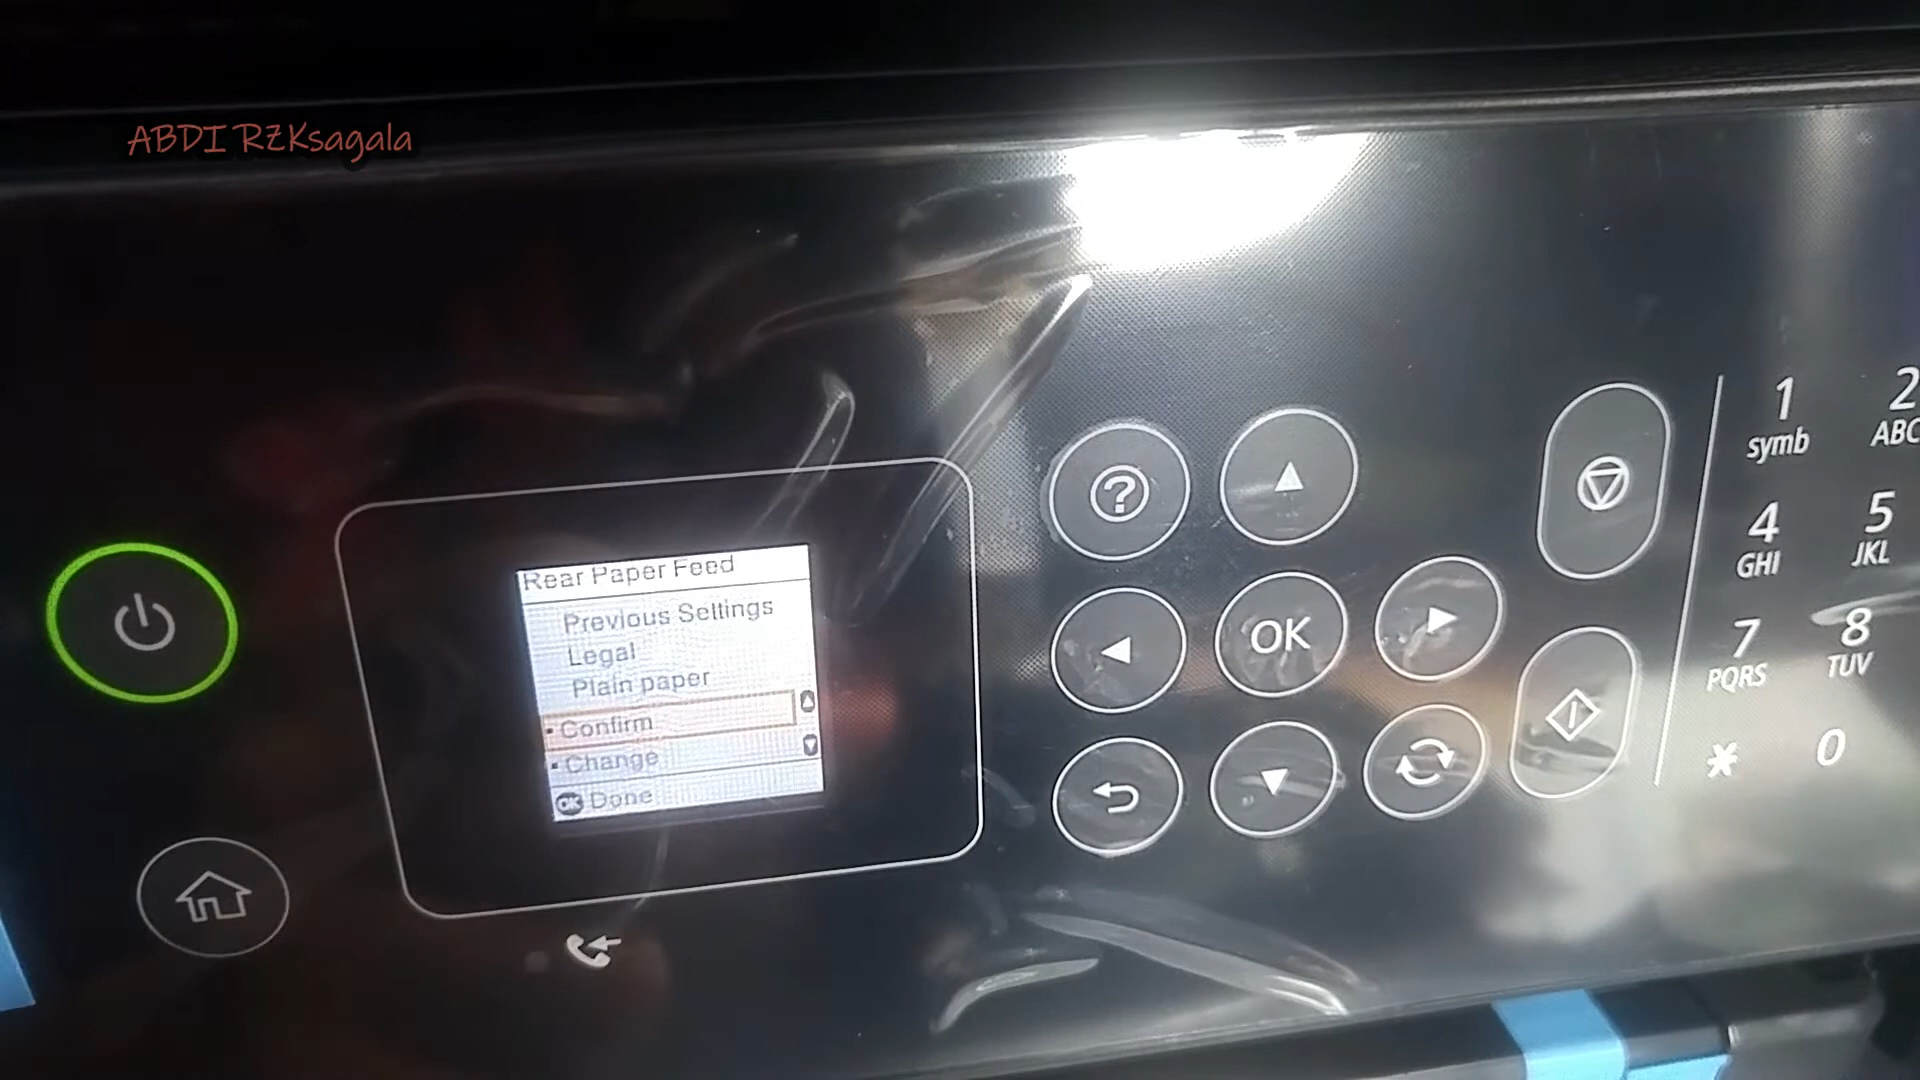 ABDI RZKsagala
Rear Paper Feed
Previous Settings
Legal
Plain paper
Confirm
Change
OK Done
OK
1
symb
2
ABC
4
GHI
5
JKL
7
PQRS
8
TUV
*
0